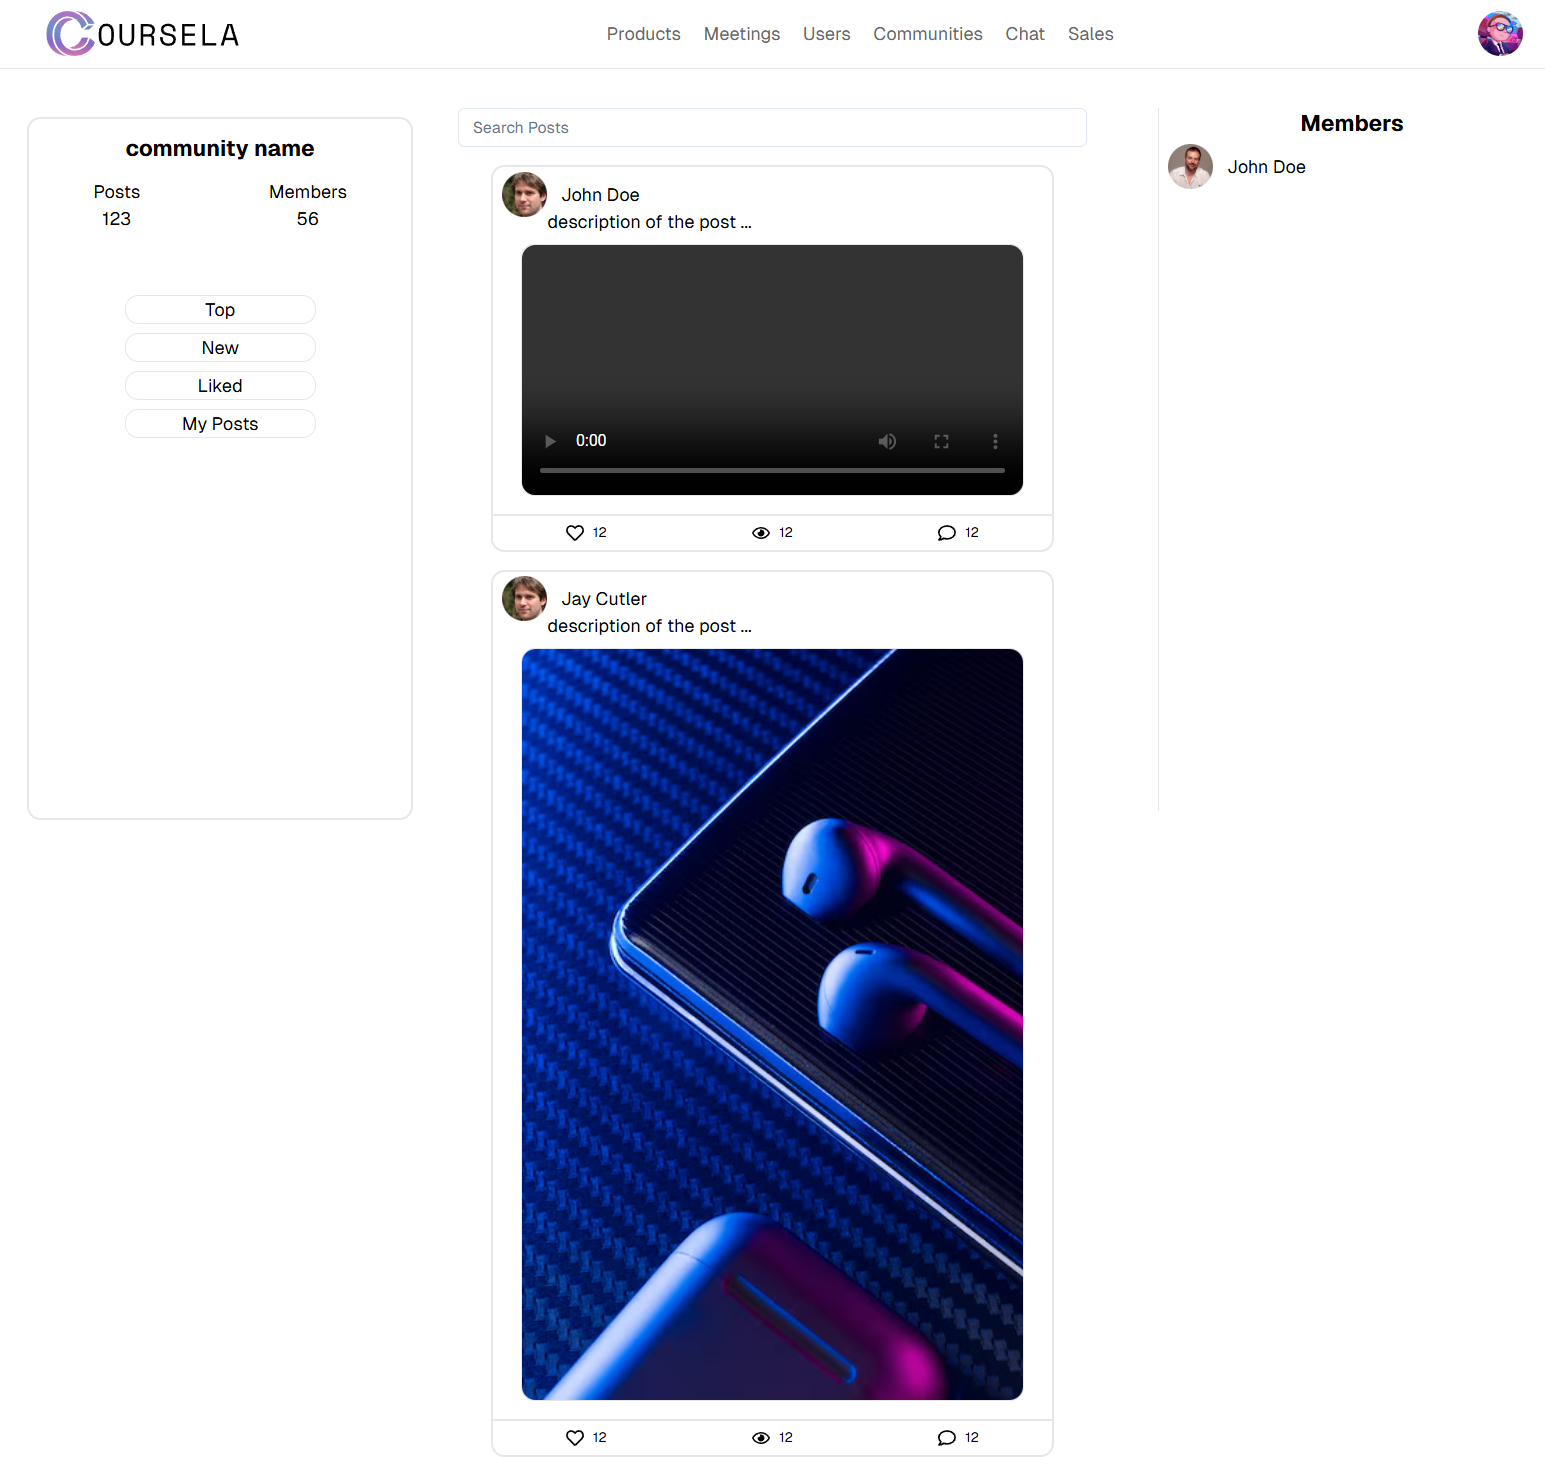 COURSELA
Products Meetings Users Communities Chat Sales
community name
Posts Members
123 56
Top
New
Liked
My Posts
Search Posts
John Doe
description of the post ...
0:00
12 12 12
Jay Cutler
description of the post ...
12 12 12
Members
John Doe